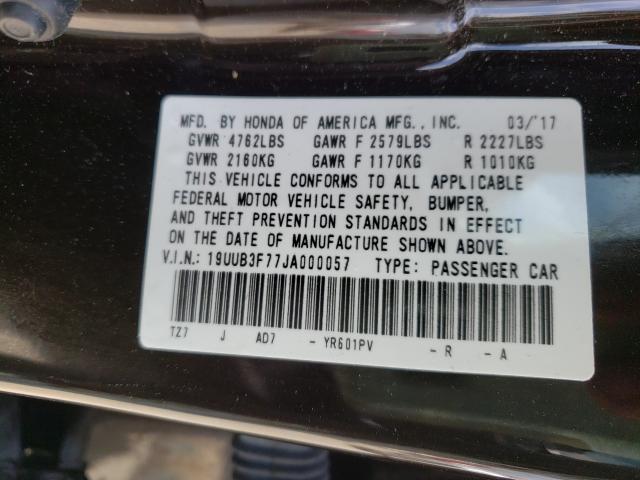 MFD. BY HONDA OF AMERICA MFG., INC. 03/'17
GVWR 4762LBS GAWR F 2579LBS R 2227LBS
GVWR 2160KG GAWR F 1170KG R 1010KG
THIS VEHICLE CONFORMS TO ALL APPLICABLE
FEDERAL MOTOR VEHICLE SAFETY, BUMPER,
AND THEFT PREVENTION STANDARDS IN EFFECT
ON THE DATE OF MANUFACTURE SHOWN ABOVE.
V.I.N.: 19UUB3F77JA000057 TYPE: PASSENGER CAR
TZ7 J AD7 - YR601PV - R - A